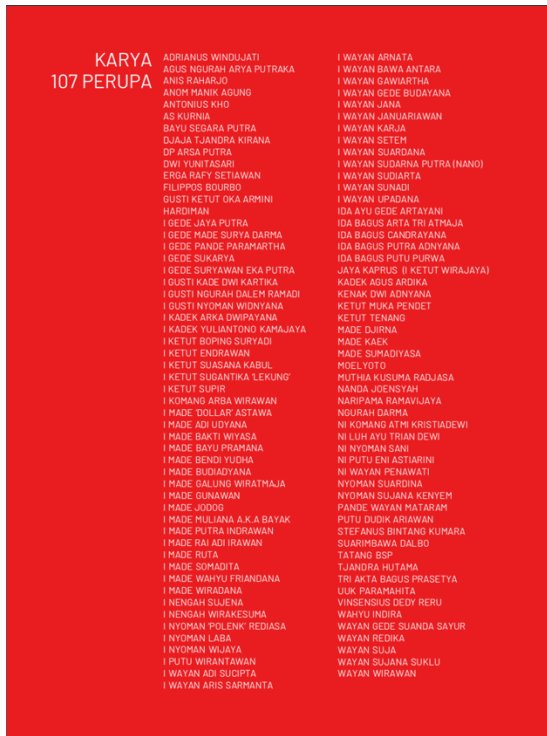 KARYA
107 PERUPA
ADRIANUS WINDUJATI
AGUS NGURAH ARYA PUTRAKA
ANIS RAHARJO
ANOM MANIK AGUNG
ANTONIUS KHO
AS KURNIA
BAYU SEGARA PUTRA
DJAJA TJANDRA KIRANA
DP ARSA PUTRA
DWI YUNITASARI
ERGA RAFY SETIAWAN
FILIPPOS BOURBO
GUSTI KETUT OKA ARMINI
HARDIMAN
I GEDE JAYA PUTRA
I GEDE MADE SURYA DARMA
I GEDE PANDE PARAMARTHA
I GEDE SUKARYA
I GEDE SURYAWAN EKA PUTRA
I GUSTI KADE DWI KARTIKA
I GUSTI NGURAH DALEM RAMADI
I GUSTI NYOMAN WIDNYANA
I KADEK ARKA DWIPAYANA
I KADEK YULIANTONO KAMAJAYA
I KETUT BOPING SURYADI
I KETUT ENDRAWAN
I KETUT SUASANA KABUL
I KETUT SUGANTIKA 'LEKUNG'
I KETUT SUPIR
I KOMANG ARBA WIRAWAN
I MADE 'DOLLAR' ASTAWA
I MADE ADI UDYANA
I MADE BAKTI WIYASA
I MADE BAYU PRAMANA
I MADE BENDI YUDHA
I MADE BUDIADYANA
I MADE GALUNG WIRATMAJA
I MADE GUNAWAN
I MADE JODOG
I MADE MULIANA A.K.A BAYAK
I MADE PUTRA INDRAWAN
I MADE RAI ADI IRAWAN
I MADE RUTA
I MADE SOMADITA
I MADE WAHYU FRIANDANA
I MADE WIRADANA
I NENGAH SUJENA
I NENGAH WIRAKESUMA
I NYOMAN 'POLENK' REDIASA
I NYOMAN LABA
I NYOMAN WIJAYA
I PUTU WIRANTAWAN
I WAYAN ADI SUCIPTA
I WAYAN ARIS SARMANTA
I WAYAN ARNATA
I WAYAN BAWA ANTARA
I WAYAN GAWIARTHA
I WAYAN GEDE BUDAYANA
I WAYAN JANA
I WAYAN JANUARIAWAN
I WAYAN KARJA
I WAYAN SETEM
I WAYAN SUARDANA
I WAYAN SUDARNA PUTRA (NANO)
I WAYAN SUDIARTA
I WAYAN SUNADI
I WAYAN UPADANA
IDA AYU GEDE ARTAYANI
IDA BAGUS ARTA TRI ATMAJA
IDA BAGUS CANDRAYANA
IDA BAGUS PUTRA ADNYANA
IDA BAGUS PUTU PURWA
JAYA KAPRUS (I KETUT WIRAJAYA)
KADEK AGUS ARDIKA
KENAK DWI ADNYANA
KETUT MUKA PENDET
KETUT TENANG
MADE DJIRNA
MADE KAEK
MADE SUMADIYASA
MOELYOTO
MUTHIA KUSUMA RADJASA
NANDA JOENSYAH
NARIPAMA RAMAVIJAYA
NGURAH DARMA
NI KOMANG ATMI KRISTIADEWI
NI LUH AYU TRIAN DEWI
NI NYOMAN SANI
NI PUTU ENI ASTIARINI
NI WAYAN PENAWATI
NYOMAN SUARDINA
NYOMAN SUJANA KENYEM
PANDE WAYAN MATARAM
PUTU DUDIK ARIAWAN
STEFANUS BINTANG KUMARA
SUARIMBAWA DALBO
TATANG BSP
TJANDRA HUTAMA
TRI AKTA BAGUS PRASETYA
UUK PARAMAHITA
VINSENSIUS DEDY RERU
WAHYU INDIRA
WAYAN GEDE SUANDA SAYUR
WAYAN REDIKA
WAYAN SUJA
WAYAN SUJANA SUKLU
WAYAN WIRAWAN